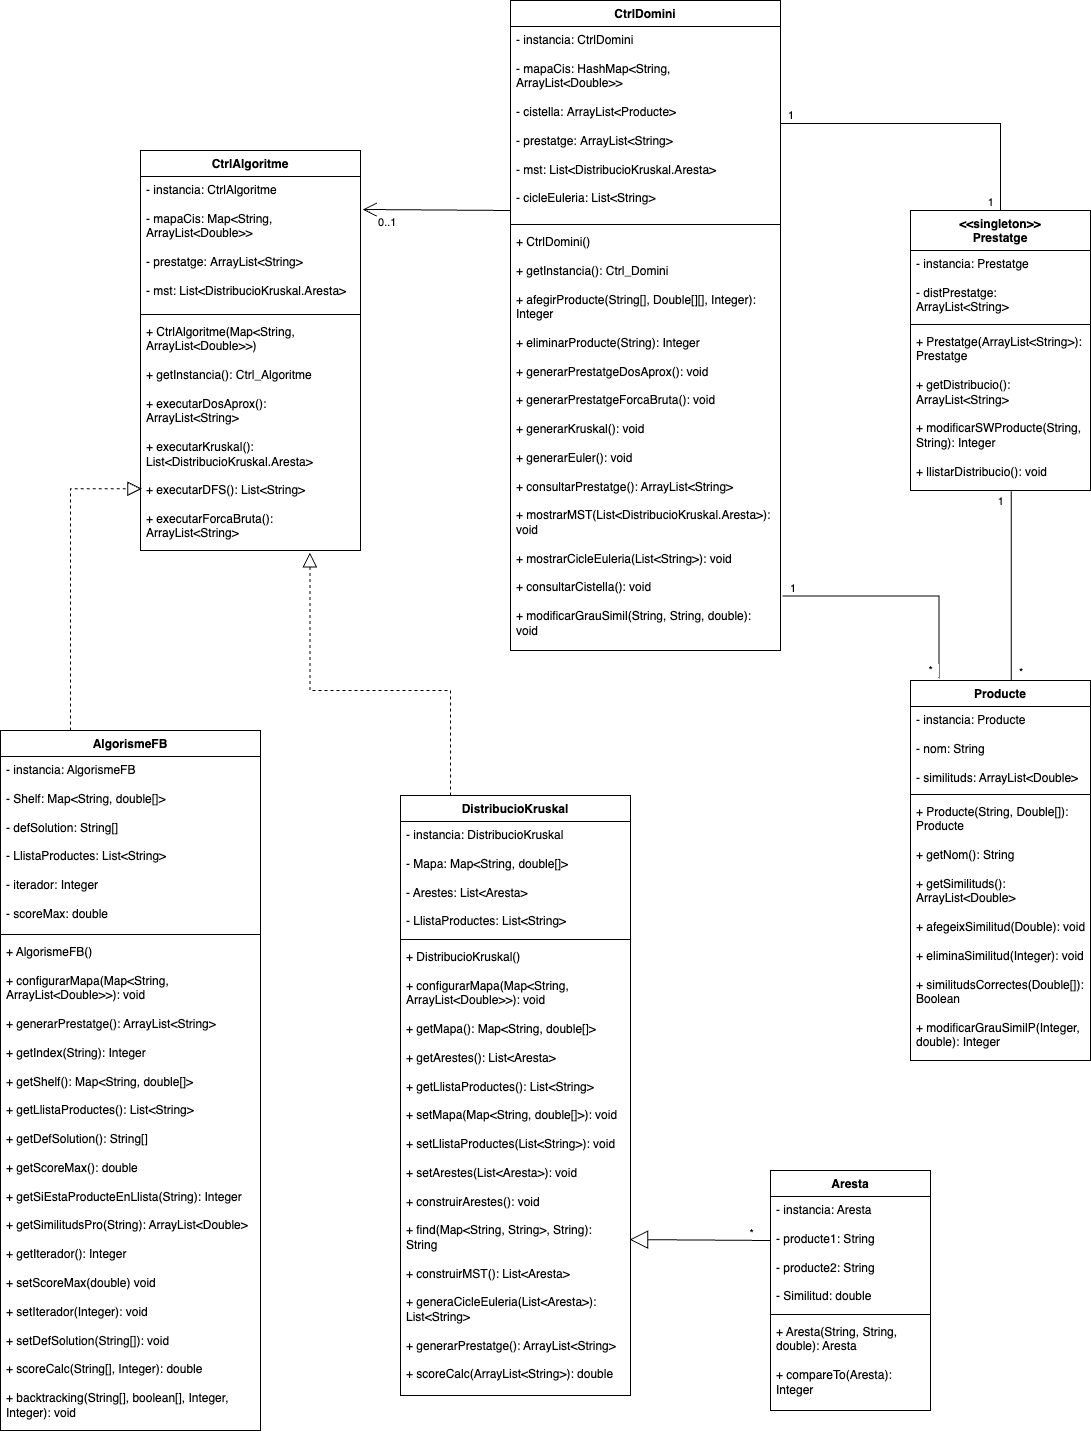 CtrlDomini
- instancia: CtrlDomini
- mapaCis: HashMap<String,
ArrayList<Double>>
- cistella: ArrayList<Producte>
- prestatge: ArrayList<String>
- mst: List<DistribucioKruskal.Aresta>
- cicleEuleria: List<String>
+ CtrlDomini()
+ getInstancia(): Ctrl_Domini
+ afegirProducte(String[], Double[][], Integer):
Integer
+ eliminarProducte(String): Integer
+ generarPrestatgeDosAprox(): void
+ generarPrestatgeForcaBruta(): void
+ generarKruskal(): void
+ generarEuler(): void
+ consultarPrestatge(): ArrayList<String>
+ mostrarMST(List<DistribucioKruskal.Aresta>):
void
+ mostrarCicleEuleria(List<String>): void
+ consultarCistella(): void
+ modificarGrauSimil(String, String, double):
void
CtrlAlgoritme
- instancia: CtrlAlgoritme
- mapaCis: Map<String,
ArrayList<Double>>
- prestatge: ArrayList<String>
- mst: List<DistribucioKruskal.Aresta>
+ CtrlAlgoritme(Map<String,
ArrayList<Double>>)
+ getInstancia(): Ctrl_Algoritme
+ executarDosAprox():
ArrayList<String>
+ executarKruskal():
List<DistribucioKruskal.Aresta>
+ executarDFS(): List<String>
+ executarForcaBruta():
ArrayList<String>
0..1
1
1
<<singleton>>
Prestatge
- instancia: Prestatge
- distPrestatge:
ArrayList<String>
+ Prestatge(ArrayList<String>):
Prestatge
+ getDistribucio():
ArrayList<String>
+ modificarSWProducte(String,
String): Integer
+ llistarDistribucio(): void
1
1
*
*
Producte
- instancia: Producte
- nom: String
- similituds: ArrayList<Double>
+ Producte(String, Double[]):
Producte
+ getNom(): String
+ getSimilituds():
ArrayList<Double>
+ afegeixSimilitud(Double): void
+ eliminaSimilitud(Integer): void
+ similitudsCorrectes(Double[]):
Boolean
+ modificarGrauSimilP(Integer,
double): Integer
AlgorismeFB
- instancia: AlgorismeFB
- Shelf: Map<String, double[]>
- defSolution: String[]
- LlistaProductes: List<String>
- iterador: Integer
- scoreMax: double
+ AlgorismeFB()
+ configurarMapa(Map<String,
ArrayList<Double>>): void
+ generarPrestatge(): ArrayList<String>
+ getIndex(String): Integer
+ getShelf(): Map<String, double[]>
+ getLlistaProductes(): List<String>
+ getDefSolution(): String[]
+ getScoreMax(): double
+ getSiEstaProducteEnLlista(String): Integer
+ getSimilitudsPro(String): ArrayList<Double>
+ getIterador(): Integer
+ setScoreMax(double) void
+ setIterador(Integer): void
+ setDefSolution(String[]): void
+ scoreCalc(String[], Integer): double
+ backtracking(String[], boolean[], Integer,
Integer): void
DistribucioKruskal
- instancia: DistribucioKruskal
- Mapa: Map<String, double[]>
- Arestes: List<Aresta>
- LlistaProductes: List<String>
+ DistribucioKruskal()
+ configurarMapa(Map<String,
ArrayList<Double>>): void
+ getMapa(): Map<String, double[]>
+ getArestes(): List<Aresta>
+ getLlistaProductes(): List<String>
+ setMapa(Map<String, double[]>): void
+ setLlistaProductes(List<String>): void
+ setArestes(List<Aresta>): void
+ construirArestes(): void
+ find(Map<String, String>, String):
String
+ construirMST(): List<Aresta>
+ generaCicleEuleria(List<Aresta>):
List<String>
+ generarPrestatge(): ArrayList<String>
+ scoreCalc(ArrayList<String>): double
*
Aresta
- instancia: Aresta
- producte1: String
- producte2: String
- Similitud: double
+ Aresta(String, String,
double): Aresta
+ compareTo(Aresta):
Integer